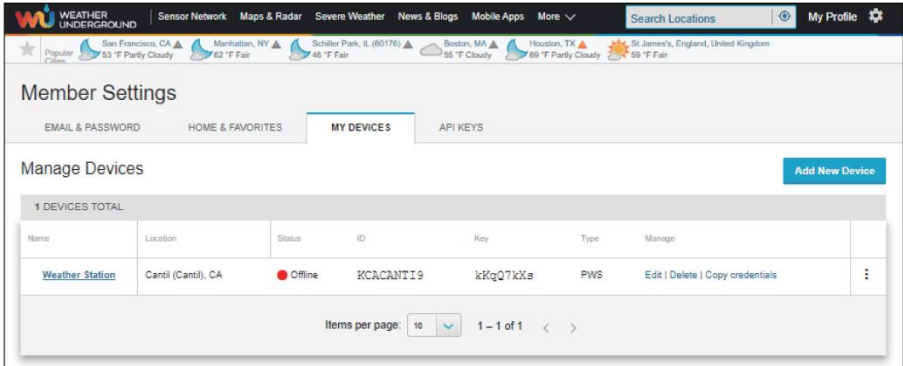 WEATHER UNDERGROUND Sensor Network Maps & Radar Severe Weather News & Blogs Mobile Apps More Search Locations My Profile
Popular Cities
San Francisco, CA
53 °F Partly Cloudy
Manhattan, NY
62 °F Fair
Schiller Park, IL (60176)
46 °F Fair
Boston, MA
55 °F Cloudy
Houston, TX
69 °F Partly Cloudy
St James's, England, United Kingdom
59 °F Fair
Member Settings
EMAIL & PASSWORD HOME & FAVORITES MY DEVICES API KEYS
Manage Devices Add New Device
1 DEVICES TOTAL
Name Location Status ID Key Type Manage
Weather Station Cantil (Cantil), CA Offline KCACANTI9 kKqQ7kXs PWS Edit | Delete | Copy credentials
Items per page: 10 1 – 1 of 1